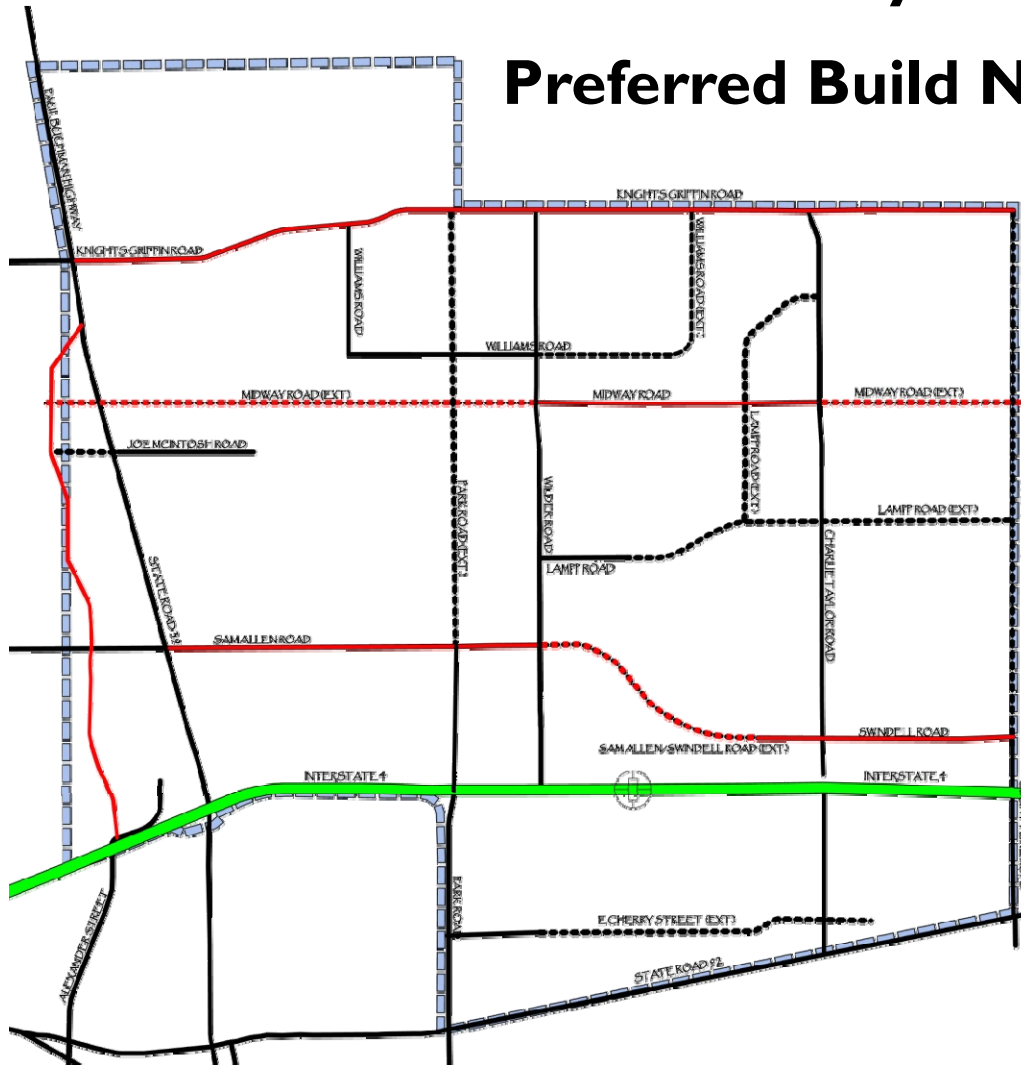 Preferred Build N
PAUL BUCHMAN HIGHWAY
KNIGHTS GRIFFIN ROAD
KNIGHTS GRIFFIN ROAD
WILLIAMS ROAD
WILLIAMS ROAD (EXT.)
WILLIAMS ROAD
MIDWAY ROAD (EXT.)
MIDWAY ROAD
MIDWAY ROAD (EXT.)
JOE MCINTOSH ROAD
LAMPP ROAD (EXT.)
PARK ROAD (EXT.)
WILDER ROAD
LAMPP ROAD (EXT.)
CHARLIE TAYLOR ROAD
LAMPP ROAD
STATE ROAD 39
SAM ALLEN ROAD
SWINDELL ROAD
SAM ALLEN/SWINDELL ROAD (EXT.)
INTERSTATE 4
INTERSTATE 4
ALEXANDER STREET
PARK ROAD
E. CHERRY STREET (EXT.)
STATE ROAD 92